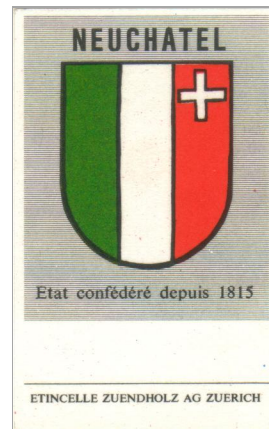 NEUCHATEL
Etat confédéré depuis 1815
ETINCELLE ZUENDHOLZ AG ZUERICH